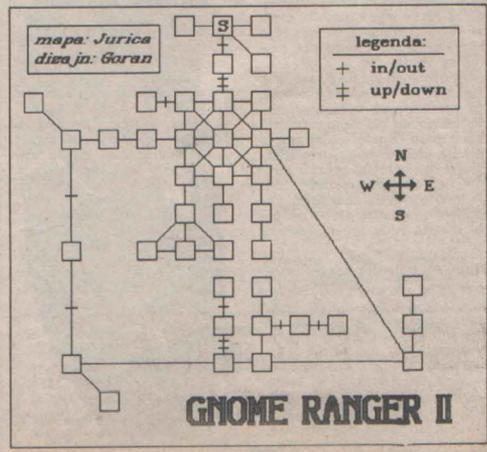 S
mapa: Jurica
dizajn: Goran
legenda:
in/out
up/down
N
W E
S
GNOME RANGER II